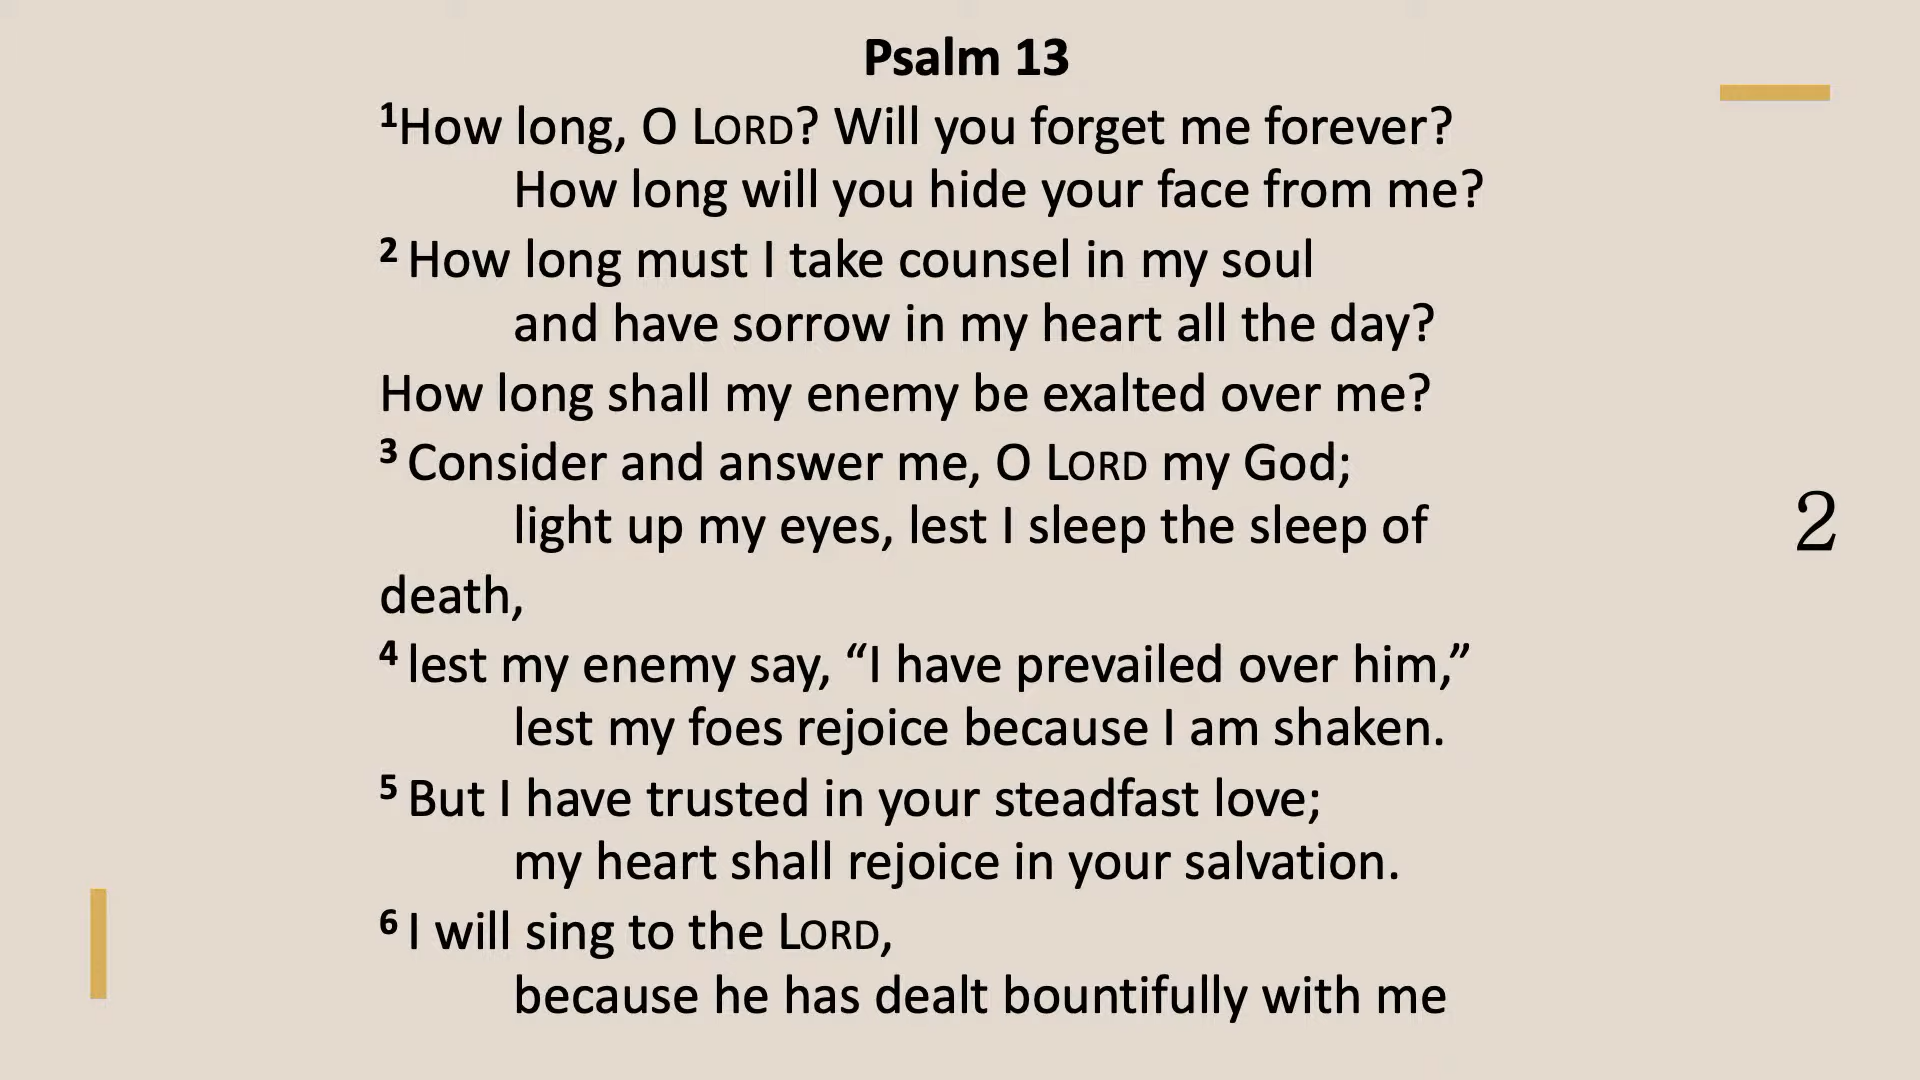 Psalm 13
¹How long, O LORD? Will you forget me forever?
How long will you hide your face from me?
² How long must I take counsel in my soul
and have sorrow in my heart all the day?
How long shall my enemy be exalted over me?
³ Consider and answer me, O LORD my God;
light up my eyes, lest I sleep the sleep of
death,
⁴ lest my enemy say, “I have prevailed over him,”
lest my foes rejoice because I am shaken.
⁵ But I have trusted in your steadfast love;
my heart shall rejoice in your salvation.
⁶ I will sing to the LORD,
because he has dealt bountifully with me
2